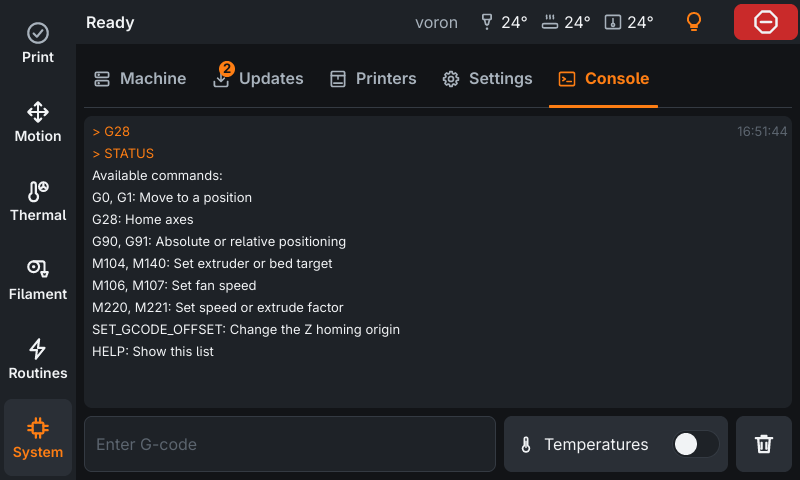 Ready
voron 24° 24° 24°
Print
Motion
Thermal
Filament
Routines
System
Machine 2 Updates Printers Settings Console
> G28 16:51:44
> STATUS
Available commands:
G0, G1: Move to a position
G28: Home axes
G90, G91: Absolute or relative positioning
M104, M140: Set extruder or bed target
M106, M107: Set fan speed
M220, M221: Set speed or extrude factor
SET_GCODE_OFFSET: Change the Z homing origin
HELP: Show this list
Enter G-code
Temperatures